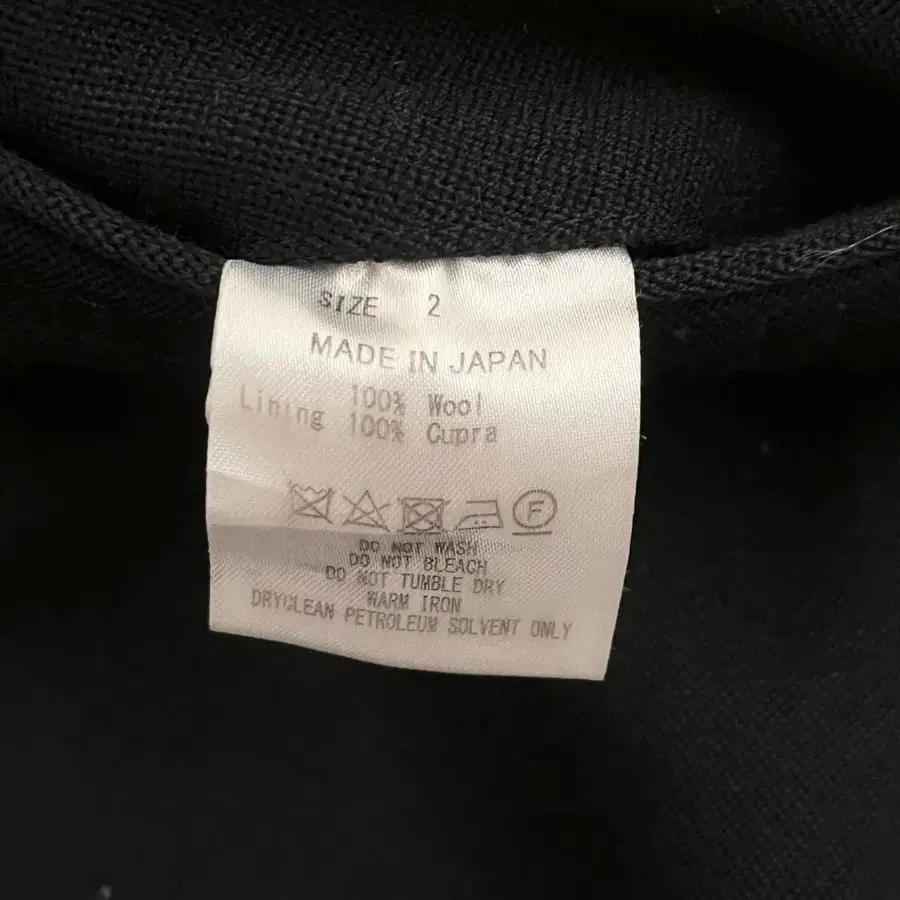 SIZE 2
MADE IN JAPAN
100% Wool
Lining 100% Cupra
F
DO NOT WASH
DO NOT BLEACH
DO NOT TUMBLE DRY
WARM IRON
DRYCLEAN PETROLEUM SOLVENT ONLY